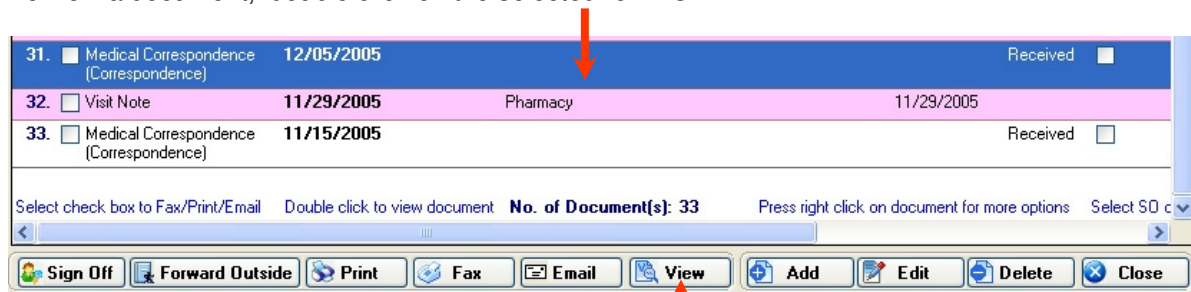 31. Medical Correspondence 12/05/2005 Received
(Correspondence)
32. Visit Note 11/29/2005 Pharmacy 11/29/2005
33. Medical Correspondence 11/15/2005 Received
(Correspondence)
Select check box to Fax/Print/Email Double click to view document No. of Document(s): 33 Press right click on document for more options Select SO
Sign Off Forward Outside Print Fax Email View Add Edit Delete Close